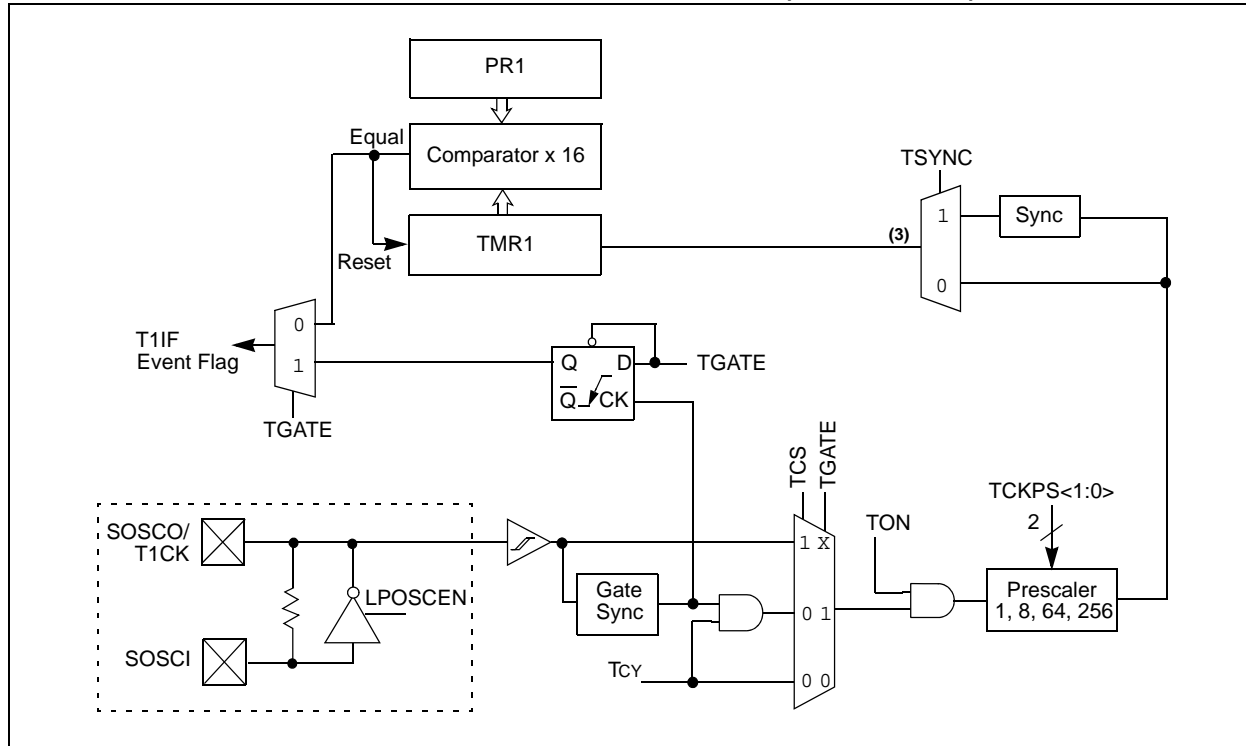 PR1
Equal
Comparator x 16
TSYNC
1
Sync
(3)
TMR1
Reset
0
0
T1IF
Event Flag
1
Q
D
TGATE
Q̅
CK
TGATE
TCS
TGATE
TCKPS<1:0>
2
TON
SOSCO/
T1CK
1 X
LPOSCEN
Gate
Sync
0 1
Prescaler
1, 8, 64, 256
SOSCI
TCY
0 0